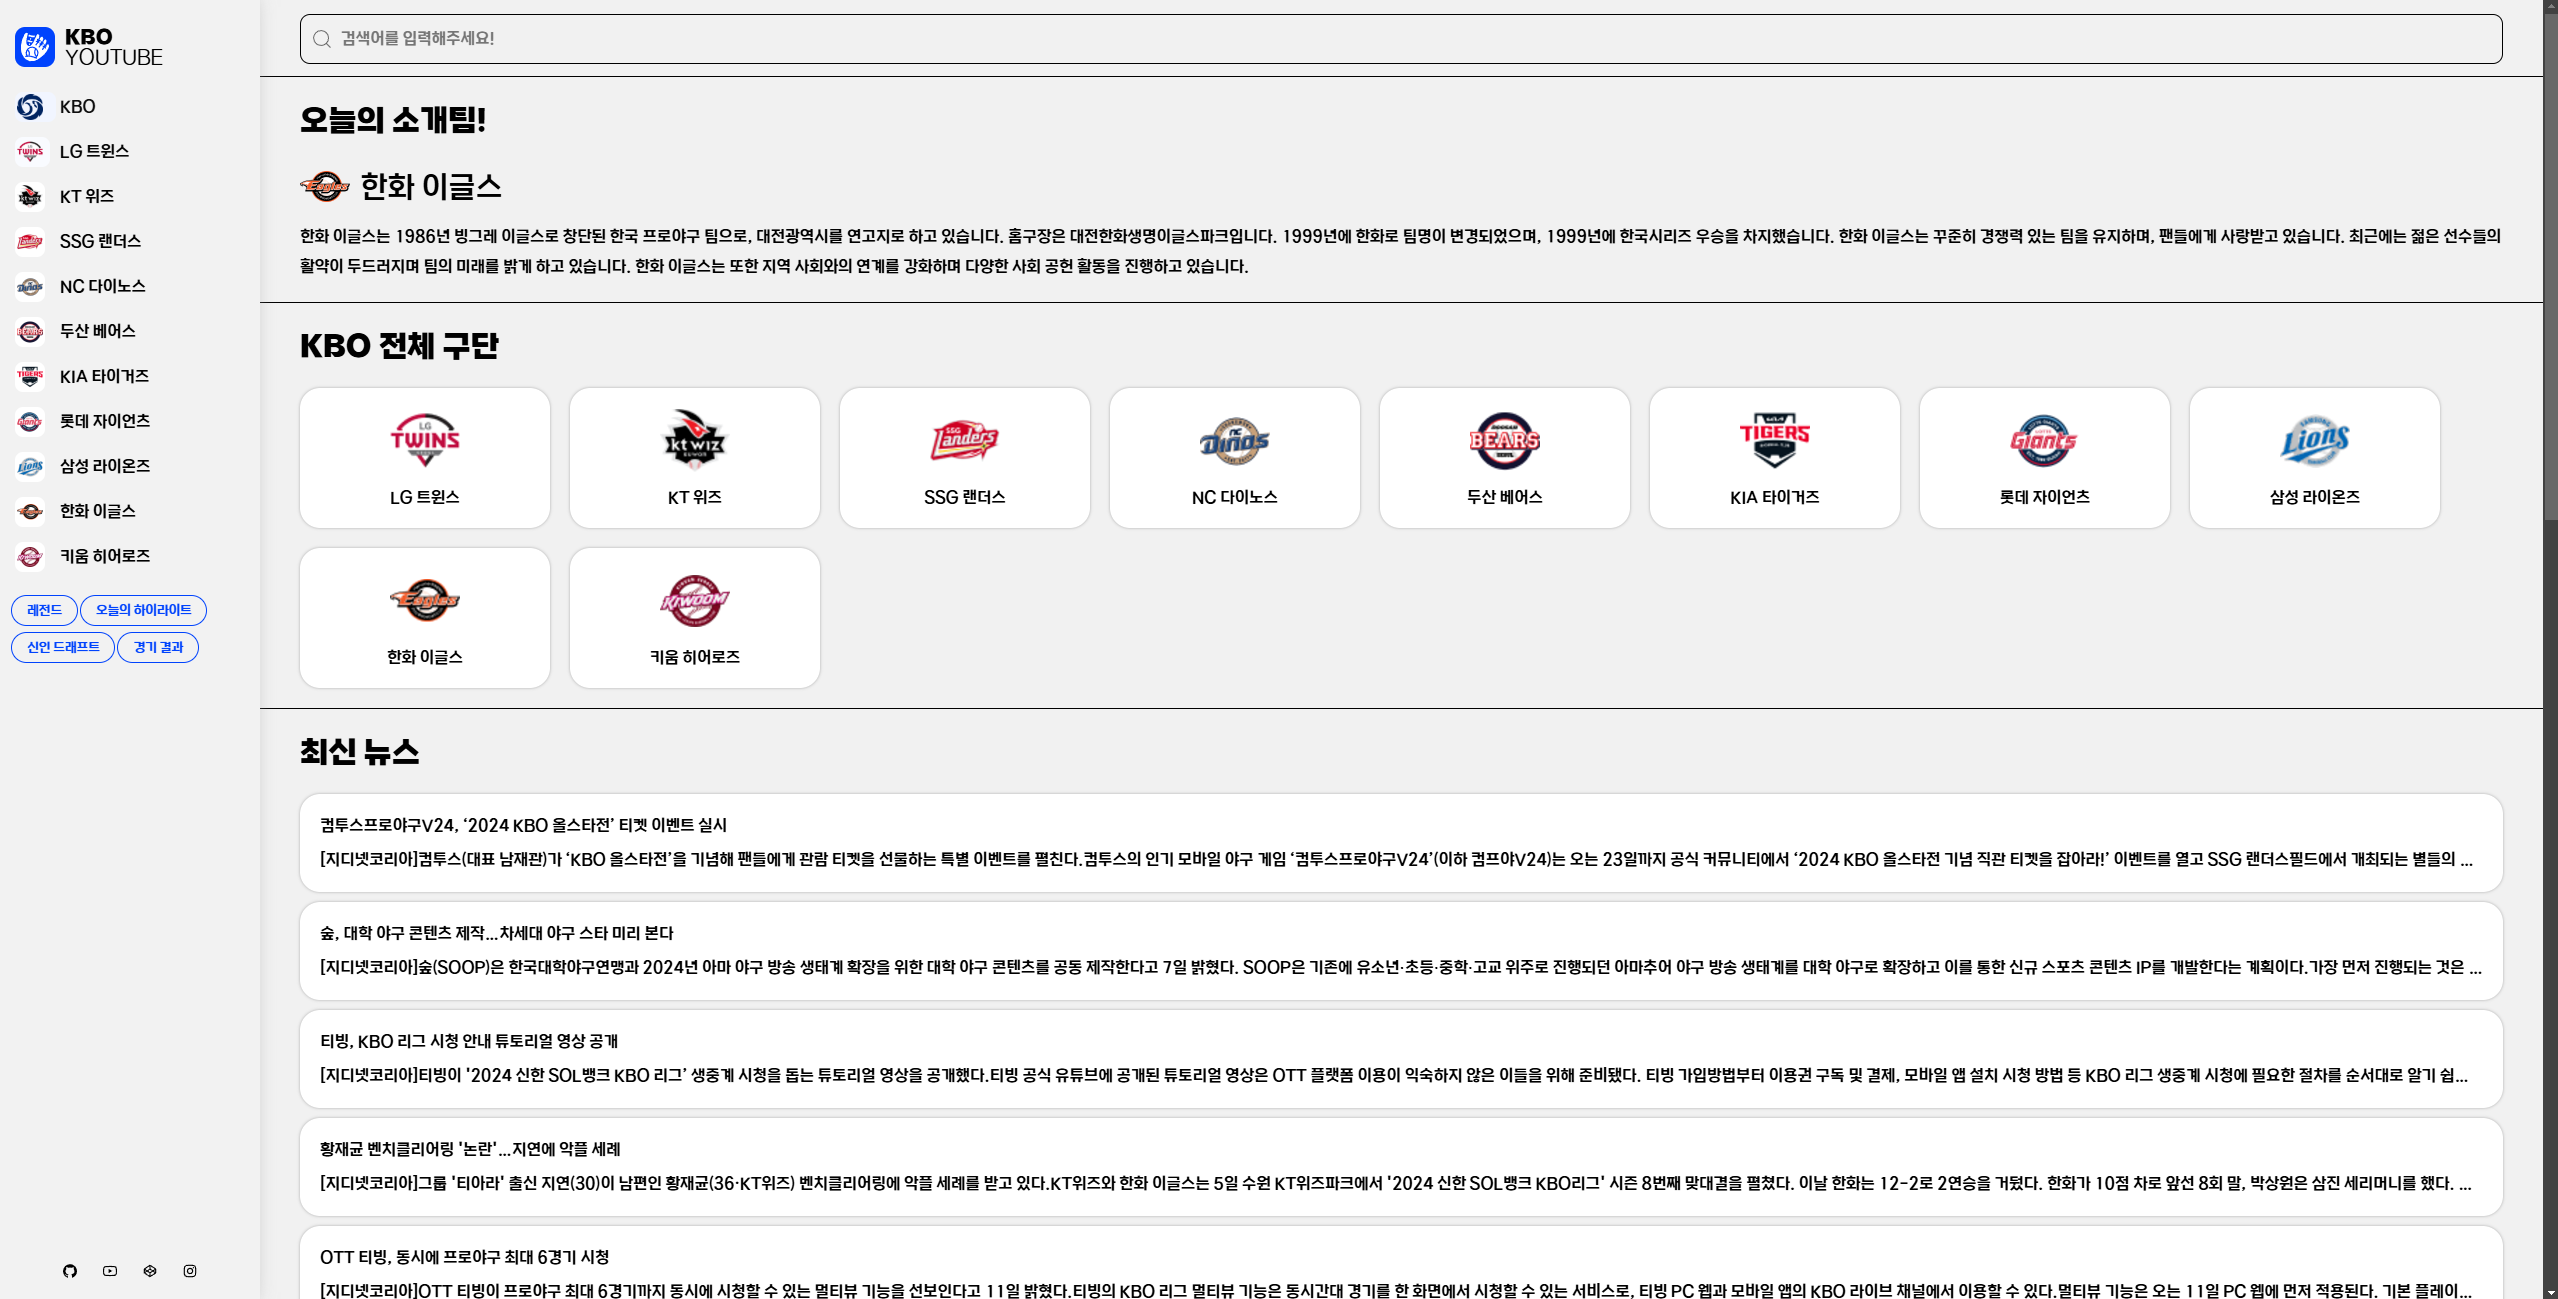 KBO
YOUTUBE
KBO
LG 트윈스
KT 위즈
SSG 랜더스
NC 다이노스
두산 베어스
KIA 타이거즈
롯데 자이언츠
삼성 라이온즈
한화 이글스
키움 히어로즈
레전드 오늘의 하이라이트
신인 드래프트 경기 결과
검색어를 입력해주세요!
오늘의 소개팀!
한화 이글스
한화 이글스는 1986년 빙그레 이글스로 창단된 한국 프로야구 팀으로, 대전광역시를 연고지로 하고 있습니다. 홈구장은 대전한화생명이글스파크입니다. 1999년에 한화로 팀명이 변경되었으며, 1999년에 한국시리즈 우승을 차지했습니다. 한화 이글스는 꾸준히 경쟁력 있는 팀을 유지하며, 팬들에게 사랑받고 있습니다. 최근에는 젊은 선수들의
활약이 두드러지며 팀의 미래를 밝게 하고 있습니다. 한화 이글스는 또한 지역 사회와의 연계를 강화하며 다양한 사회 공헌 활동을 진행하고 있습니다.
KBO 전체 구단
LG TWINS
kt wiz
SSG Landers
NC Dinos
DOOSAN BEARS
KIA TIGERS
Giants
Lions
LG 트윈스
KT 위즈
SSG 랜더스
NC 다이노스
두산 베어스
KIA 타이거즈
롯데 자이언츠
삼성 라이온즈
Eagles
KIWOOM
한화 이글스
키움 히어로즈
최신 뉴스
컴투스프로야구V24, ‘2024 KBO 올스타전’ 티켓 이벤트 실시
[지디넷코리아]컴투스(대표 남재관)가 ‘KBO 올스타전’을 기념해 팬들에게 관람 티켓을 선물하는 특별 이벤트를 펼친다.컴투스의 인기 모바일 야구 게임 ‘컴투스프로야구V24’(이하 컴프야V24)는 오는 23일까지 공식 커뮤니티에서 ‘2024 KBO 올스타전 기념 직관 티켓을 잡아라!’ 이벤트를 열고 SSG 랜더스필드에서 개최되는 별들의 ...
숲, 대학 야구 콘텐츠 제작...차세대 야구 스타 미리 본다
[지디넷코리아]숲(SOOP)은 한국대학야구연맹과 2024년 아마 야구 방송 생태계 확장을 위한 대학 야구 콘텐츠를 공동 제작한다고 7일 밝혔다. SOOP은 기존에 유소년·초등·중학·고교 위주로 진행되던 아마추어 야구 방송 생태계를 대학 야구로 확장하고 이를 통한 신규 스포츠 콘텐츠 IP를 개발한다는 계획이다.가장 먼저 진행되는 것은 ...
티빙, KBO 리그 시청 안내 튜토리얼 영상 공개
[지디넷코리아]티빙이 '2024 신한 SOL뱅크 KBO 리그’ 생중계 시청을 돕는 튜토리얼 영상을 공개했다.티빙 공식 유튜브에 공개된 튜토리얼 영상은 OTT 플랫폼 이용이 익숙하지 않은 이들을 위해 준비됐다. 티빙 가입방법부터 이용권 구독 및 결제, 모바일 앱 설치 시청 방법 등 KBO 리그 생중계 시청에 필요한 절차를 순서대로 알기 쉽...
황재균 벤치클리어링 '논란'...지연에 악플 세례
[지디넷코리아]그룹 '티아라' 출신 지연(30)이 남편인 황재균(36·KT위즈) 벤치클리어링에 악플 세례를 받고 있다.KT위즈와 한화 이글스는 5일 수원 KT위즈파크에서 '2024 신한 SOL뱅크 KBO리그' 시즌 8번째 맞대결을 펼쳤다. 이날 한화는 12-2로 2연승을 거뒀다. 한화가 10점 차로 앞선 8회 말, 박상원은 삼진 세리머니를 했다. ...
OTT 티빙, 동시에 프로야구 최대 6경기 시청
[지디넷코리아]OTT 티빙이 프로야구 최대 6경기까지 동시에 시청할 수 있는 멀티뷰 기능을 선보인다고 11일 밝혔다.티빙의 KBO 리그 멀티뷰 기능은 동시간대 경기를 한 화면에서 시청할 수 있는 서비스로, 티빙 PC 웹과 모바일 앱의 KBO 라이브 채널에서 이용할 수 있다.멀티뷰 기능은 오는 11일 PC 웹에 먼저 적용된다. 기본 플레이...